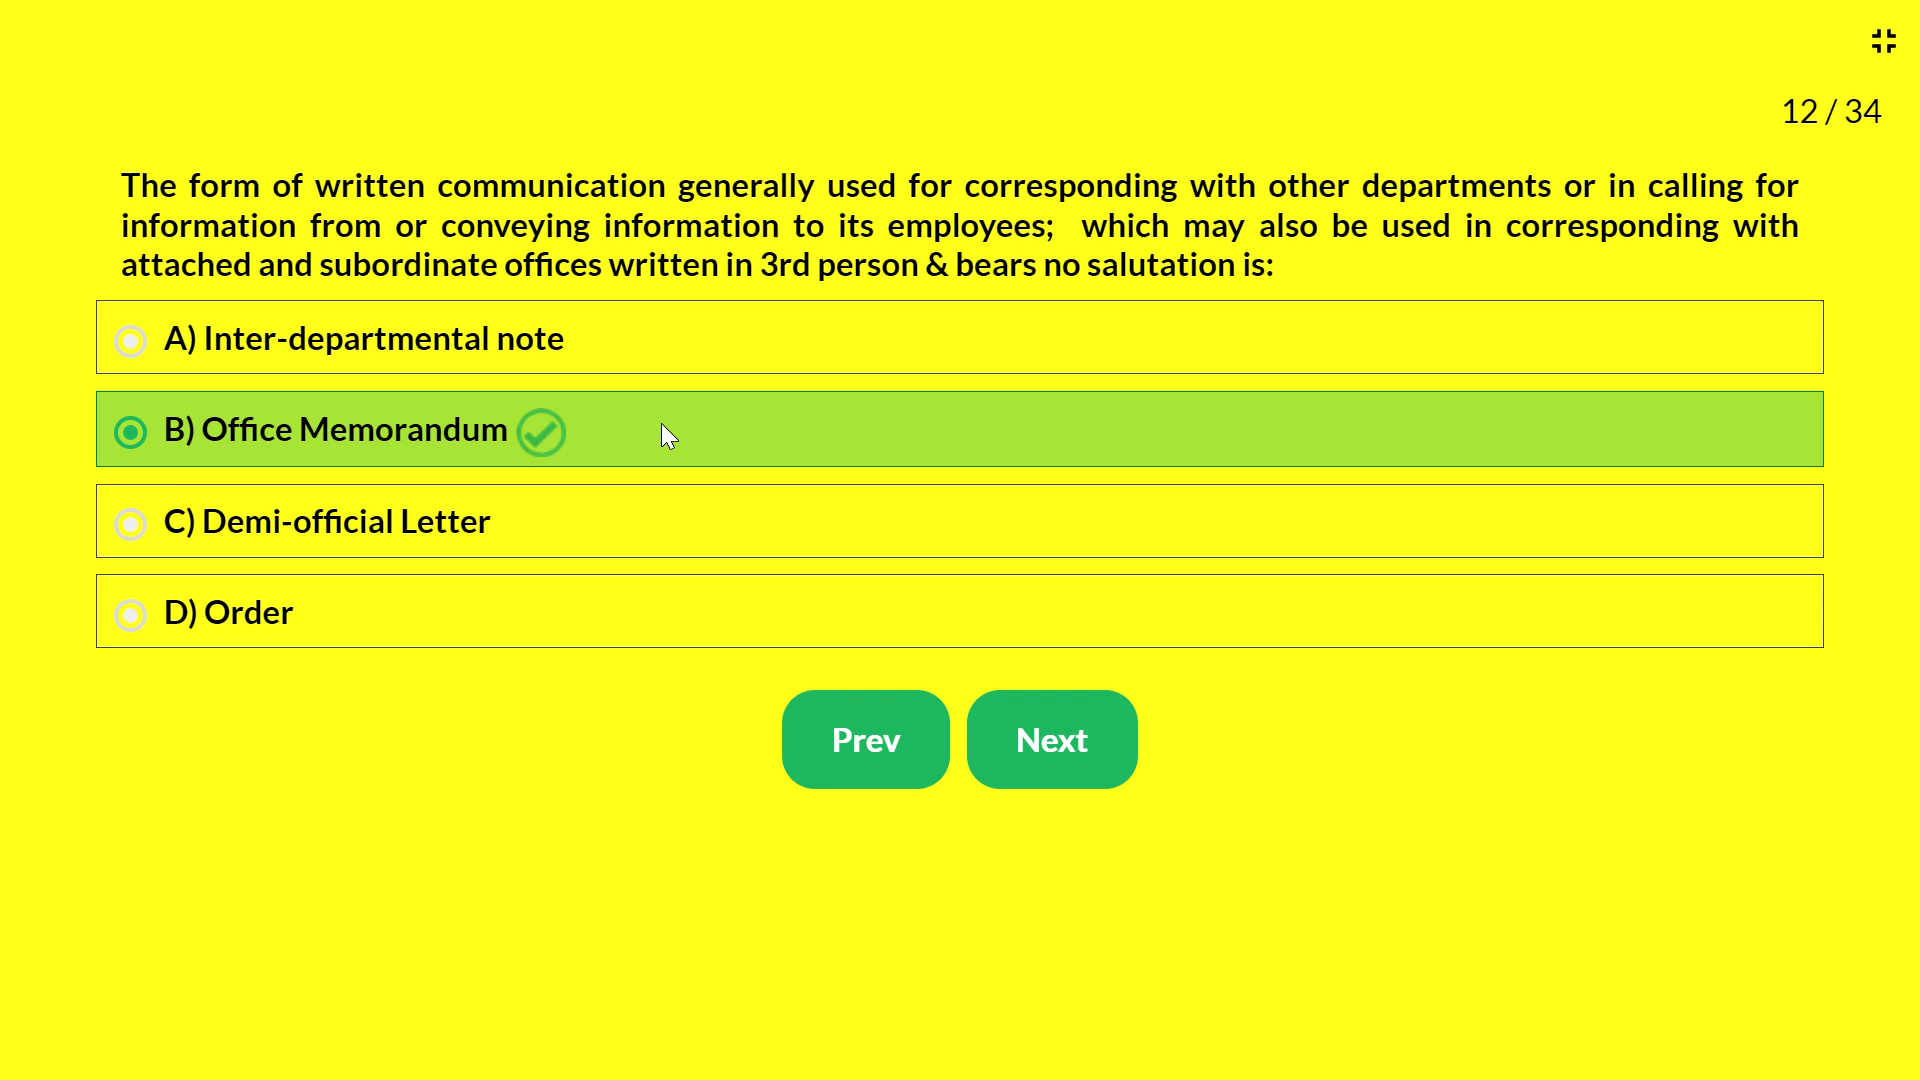 12 / 34
The form of written communication generally used for corresponding with other departments or in calling for
information from or conveying information to its employees; which may also be used in corresponding with
attached and subordinate offices written in 3rd person & bears no salutation is:
A) Inter-departmental note
B) Office Memorandum
C) Demi-official Letter
D) Order
Prev
Next